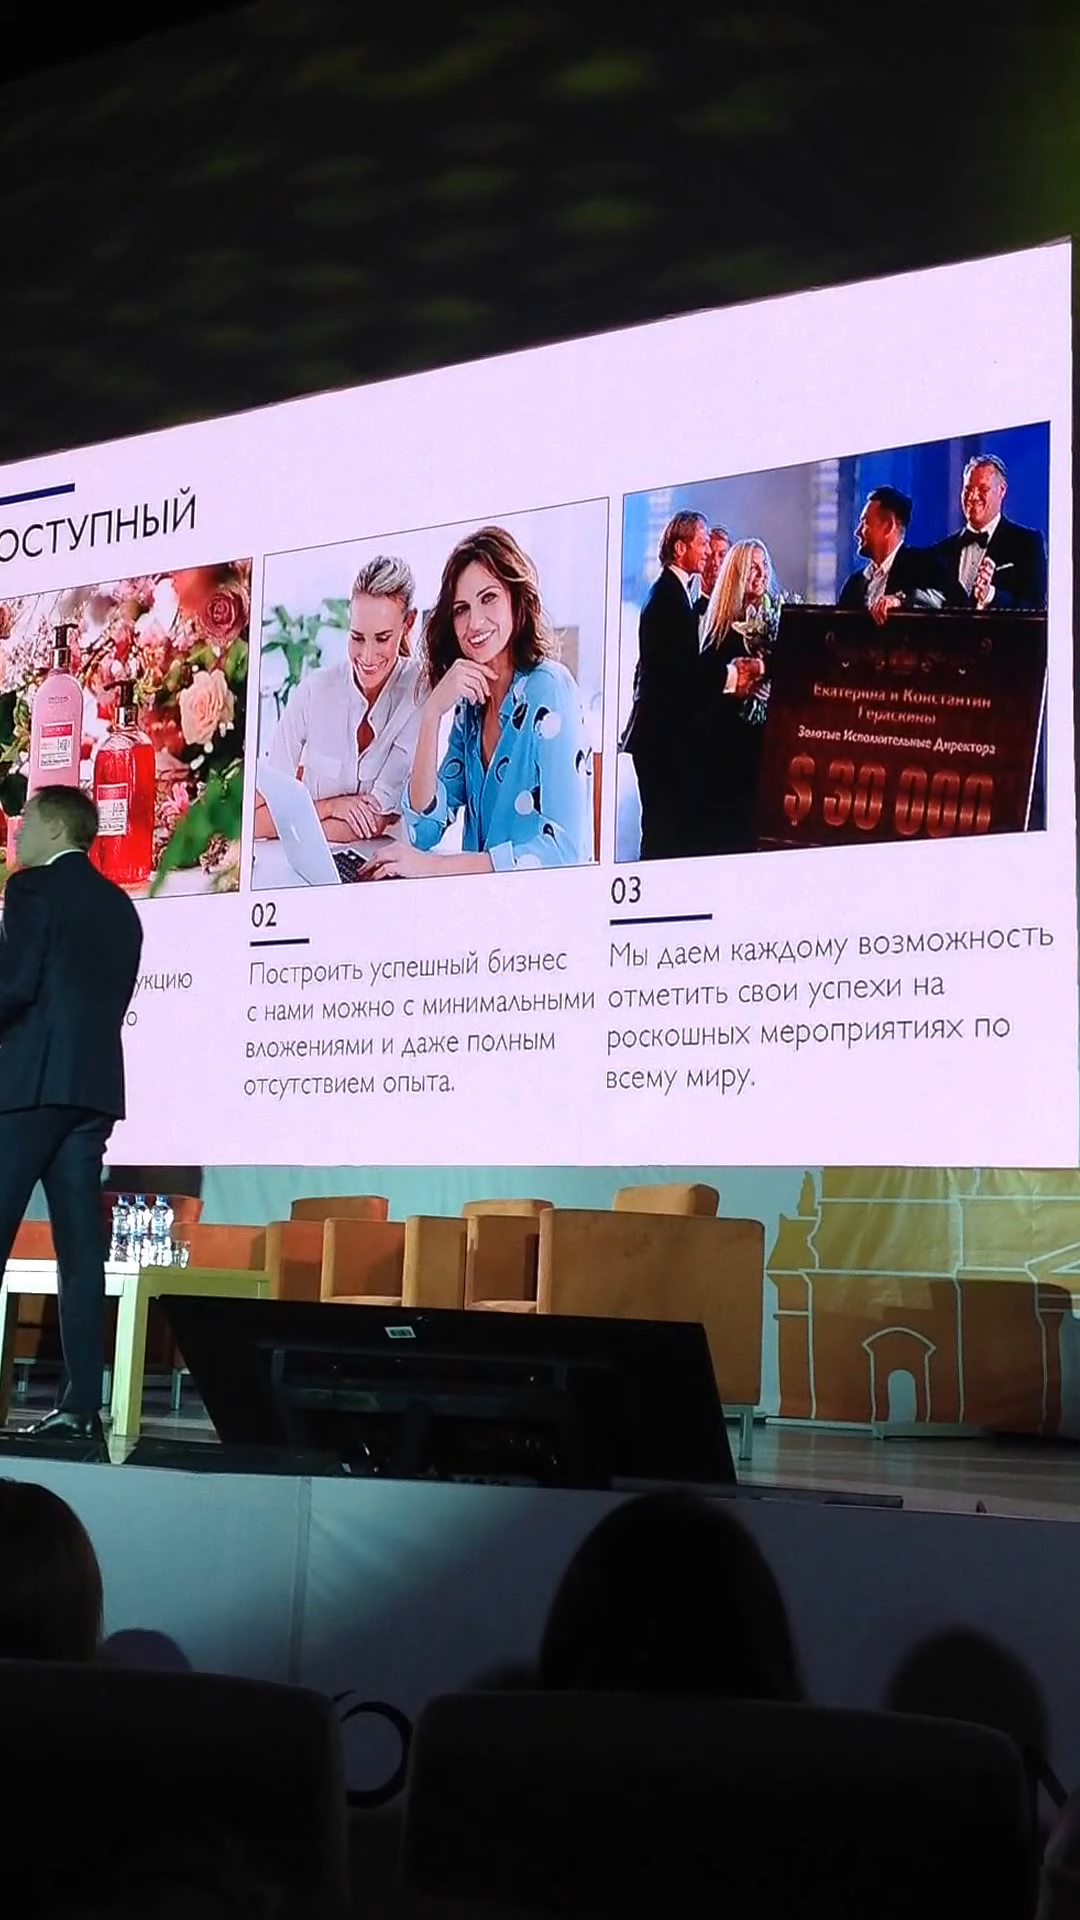 ОСТУПНЫЙ
Екатерина и Константин
Гераскины
Золотые Исполнительные Директора
$ 30 000
укцию
о
02
Построить успешный бизнес
с нами можно с минимальными
вложениями и даже полным
отсутствием опыта.
03
Мы даем каждому возможность
отметить свои успехи на
роскошных мероприятиях по
всему миру.